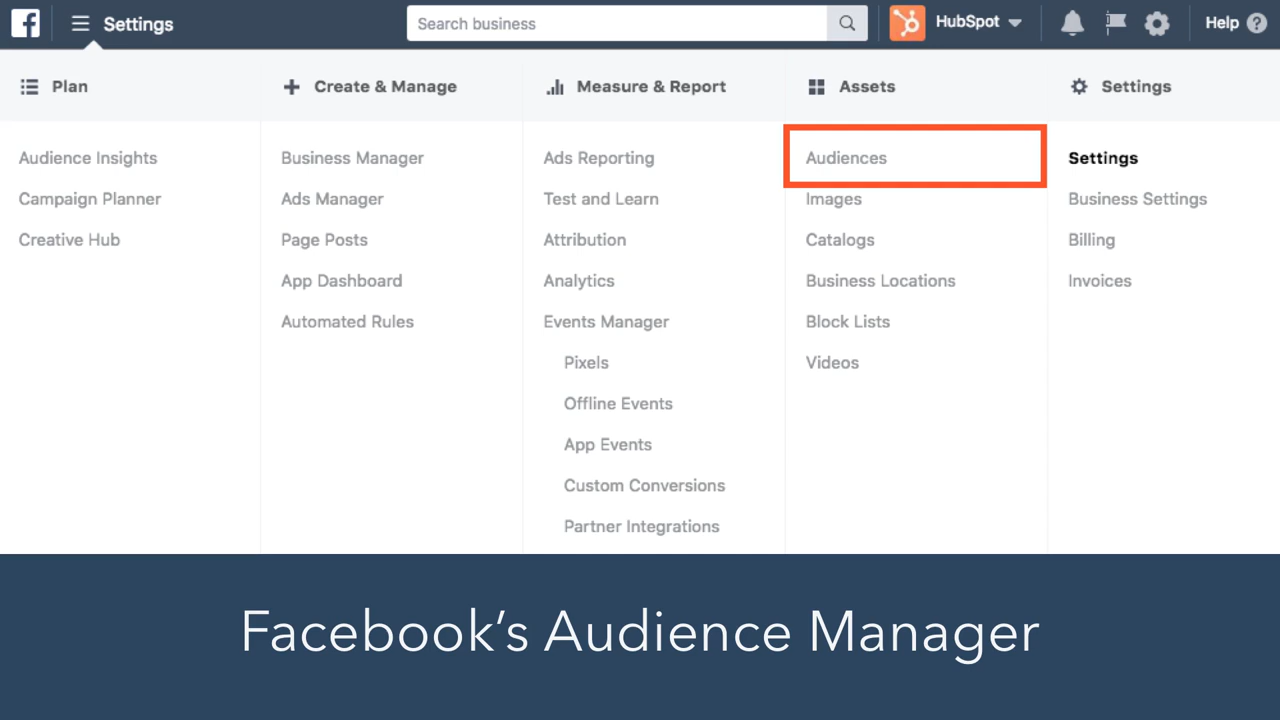 Settings
Search business
HubSpot
Help
Plan
Audience Insights
Campaign Planner
Creative Hub
Create & Manage
Business Manager
Ads Manager
Page Posts
App Dashboard
Automated Rules
Measure & Report
Ads Reporting
Test and Learn
Attribution
Analytics
Events Manager
Pixels
Offline Events
App Events
Custom Conversions
Partner Integrations
Assets
Audiences
Images
Catalogs
Business Locations
Block Lists
Videos
Settings
Settings
Business Settings
Billing
Invoices
Facebook’s Audience Manager